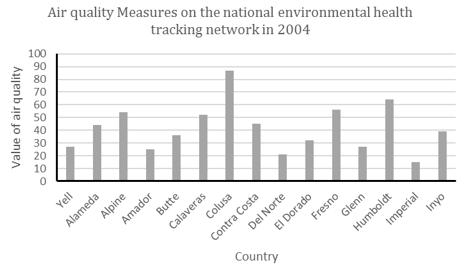 Air quality Measures on the national environmental health
tracking network in 2004
Value of air quality
100
90
80
70
60
50
40
30
20
10
0
Yell
Alameda
Alpine
Amador
Butte
Calaveras
Colusa
Contra Costa
Del Norte
El Dorado
Fresno
Glenn
Humboldt
Imperial
Inyo
Country